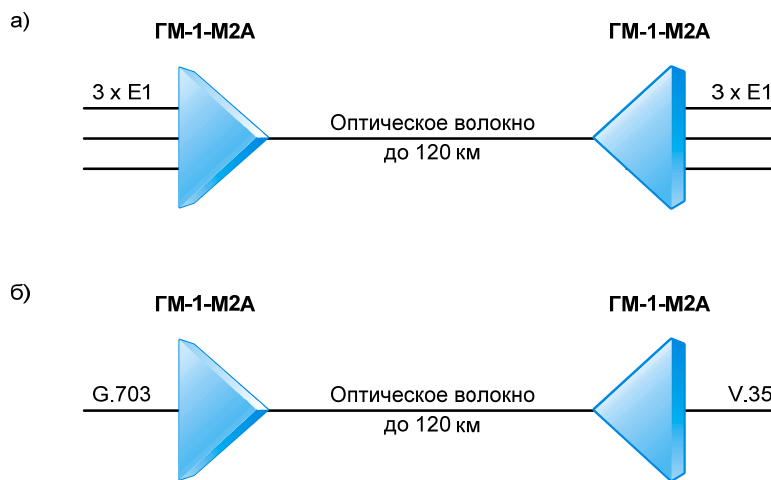 а)
ГМ-1-М2А ГМ-1-М2А
3 x E1 3 x E1
Оптическое волокно
до 120 км
б)
ГМ-1-М2А ГМ-1-М2А
G.703 Оптическое волокно V.35
до 120 км